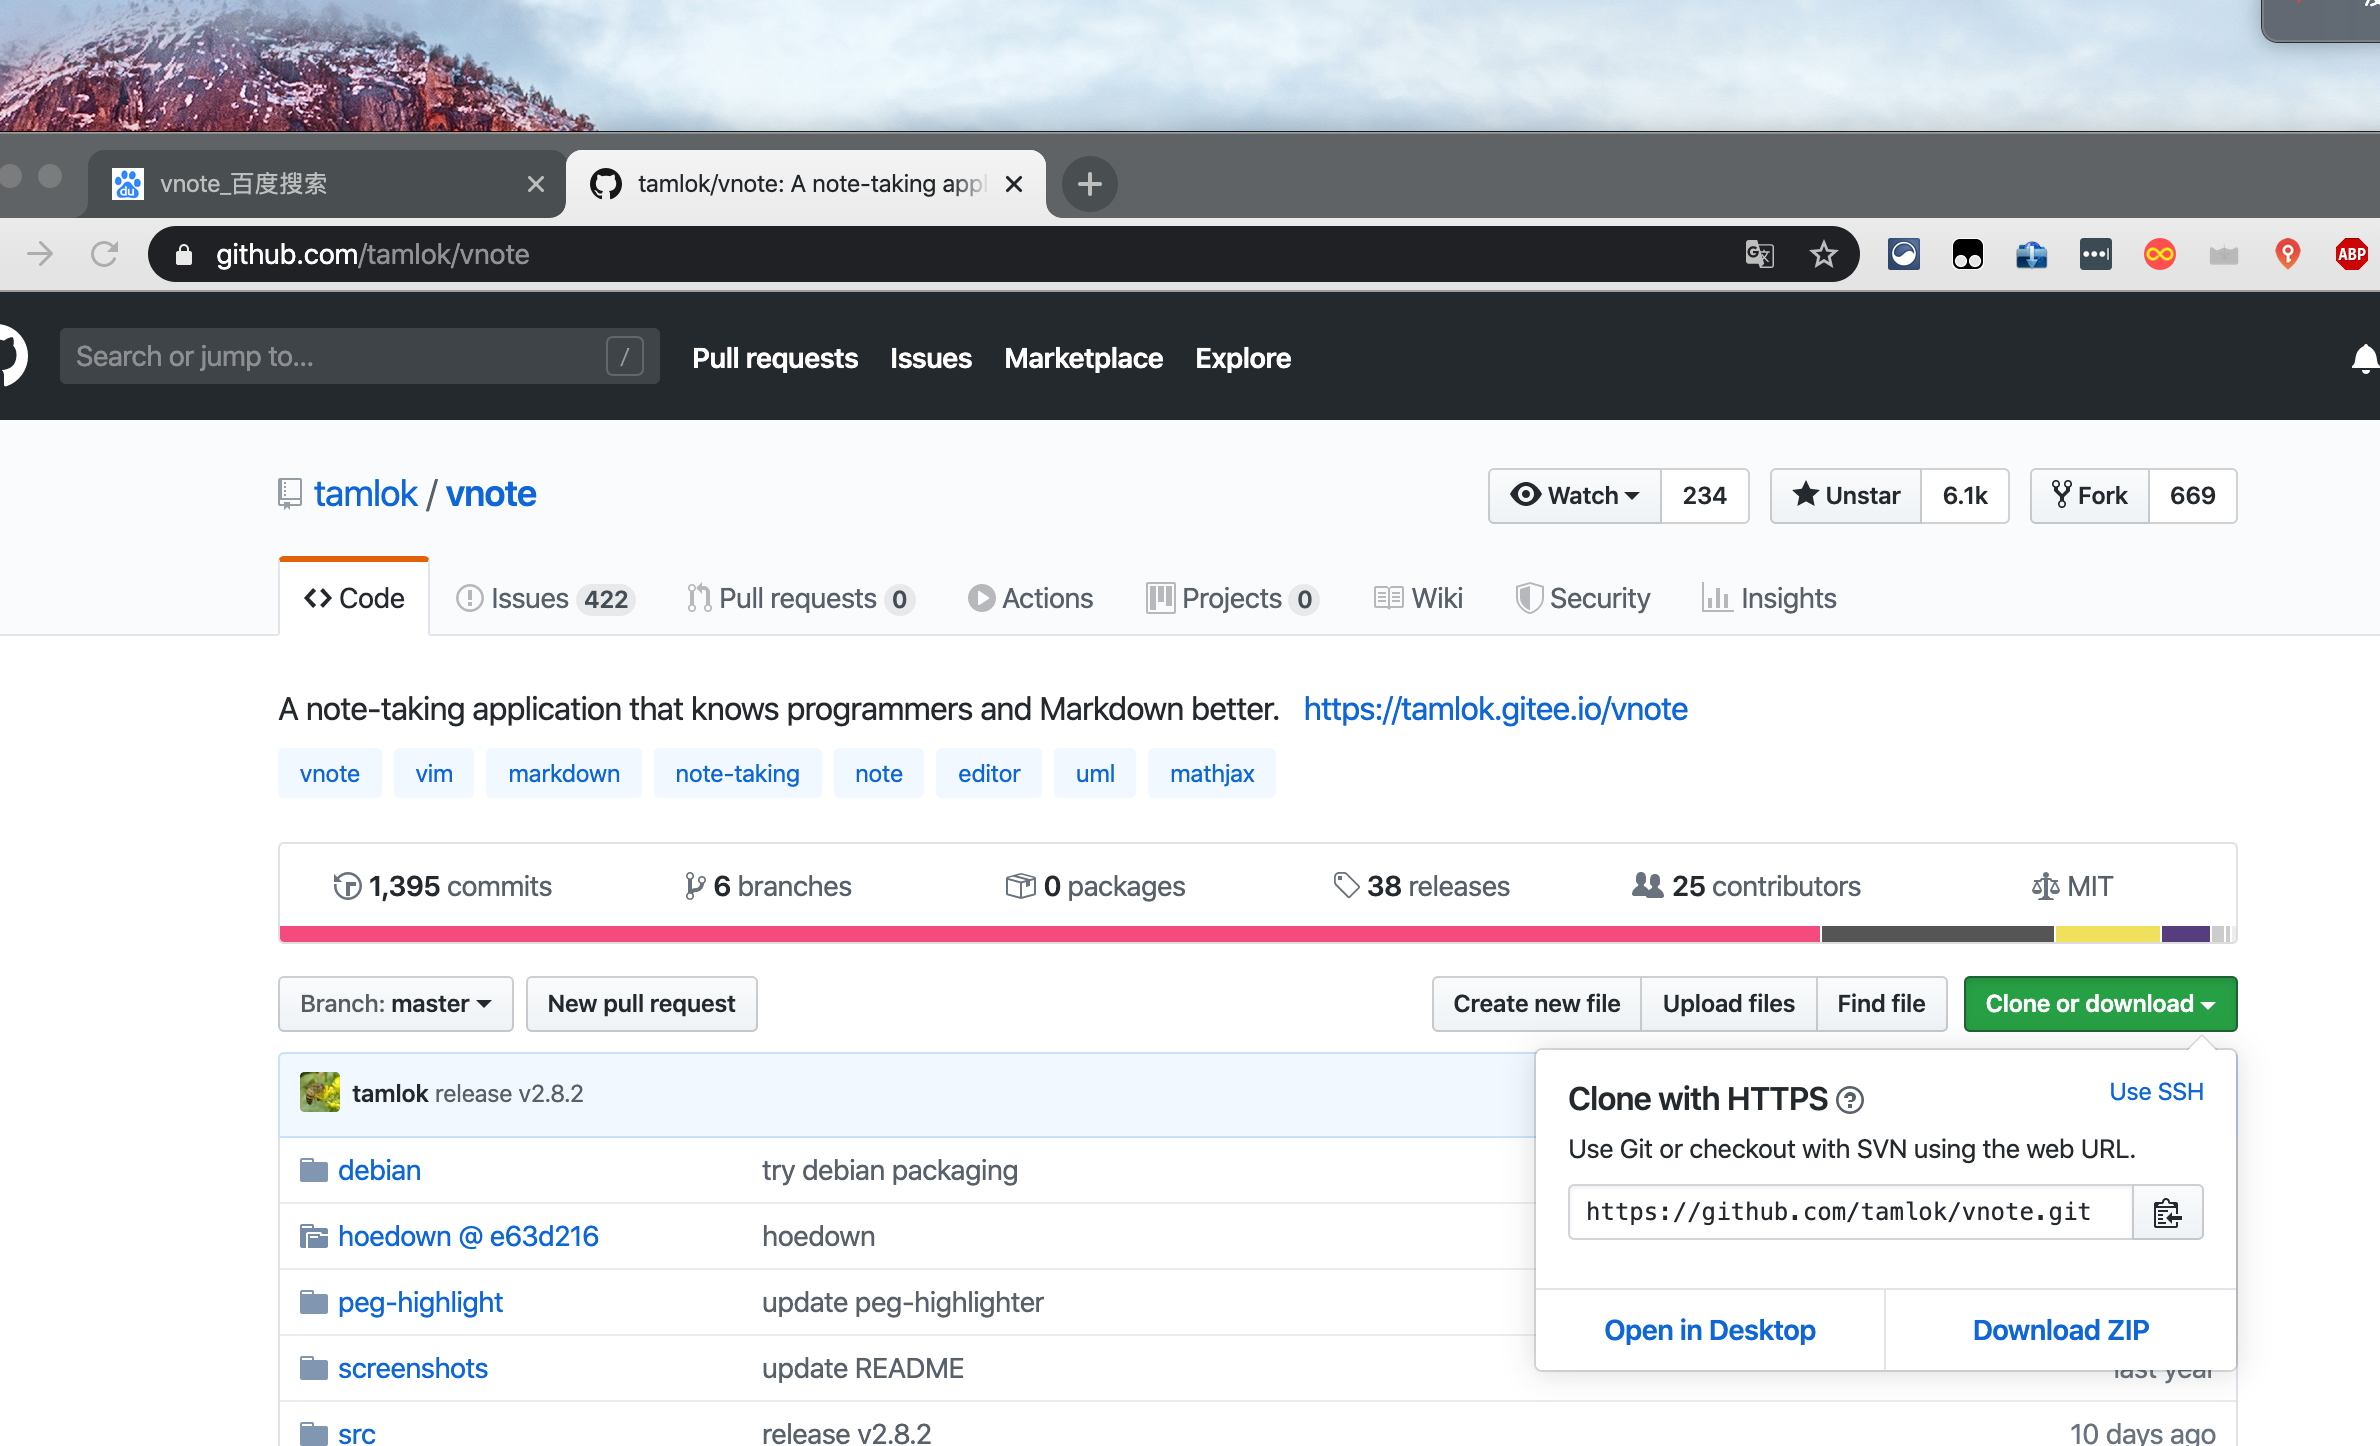 vnote_百度搜索
tamlok/vnote: A note-taking appl
github.com/tamlok/vnote
ABP
Search or jump to...
/
Pull requests
Issues
Marketplace
Explore
tamlok / vnote
Watch
234
Unstar
6.1k
Fork
669
Code
Issues 422
Pull requests 0
Actions
Projects 0
Wiki
Security
Insights
A note-taking application that knows programmers and Markdown better. https://tamlok.gitee.io/vnote
vnote
vim
markdown
note-taking
note
editor
uml
mathjax
1,395 commits
6 branches
0 packages
38 releases
25 contributors
MIT
Branch: master
New pull request
Create new file
Upload files
Find file
Clone or download
tamlok release v2.8.2
Clone with HTTPS
Use SSH
Use Git or checkout with SVN using the web URL.
https://github.com/tamlok/vnote.git
Open in Desktop
Download ZIP
debian
try debian packaging
hoedown @ e63d216
hoedown
peg-highlight
update peg-highlighter
screenshots
update README
last year
src
release v2.8.2
10 days ago